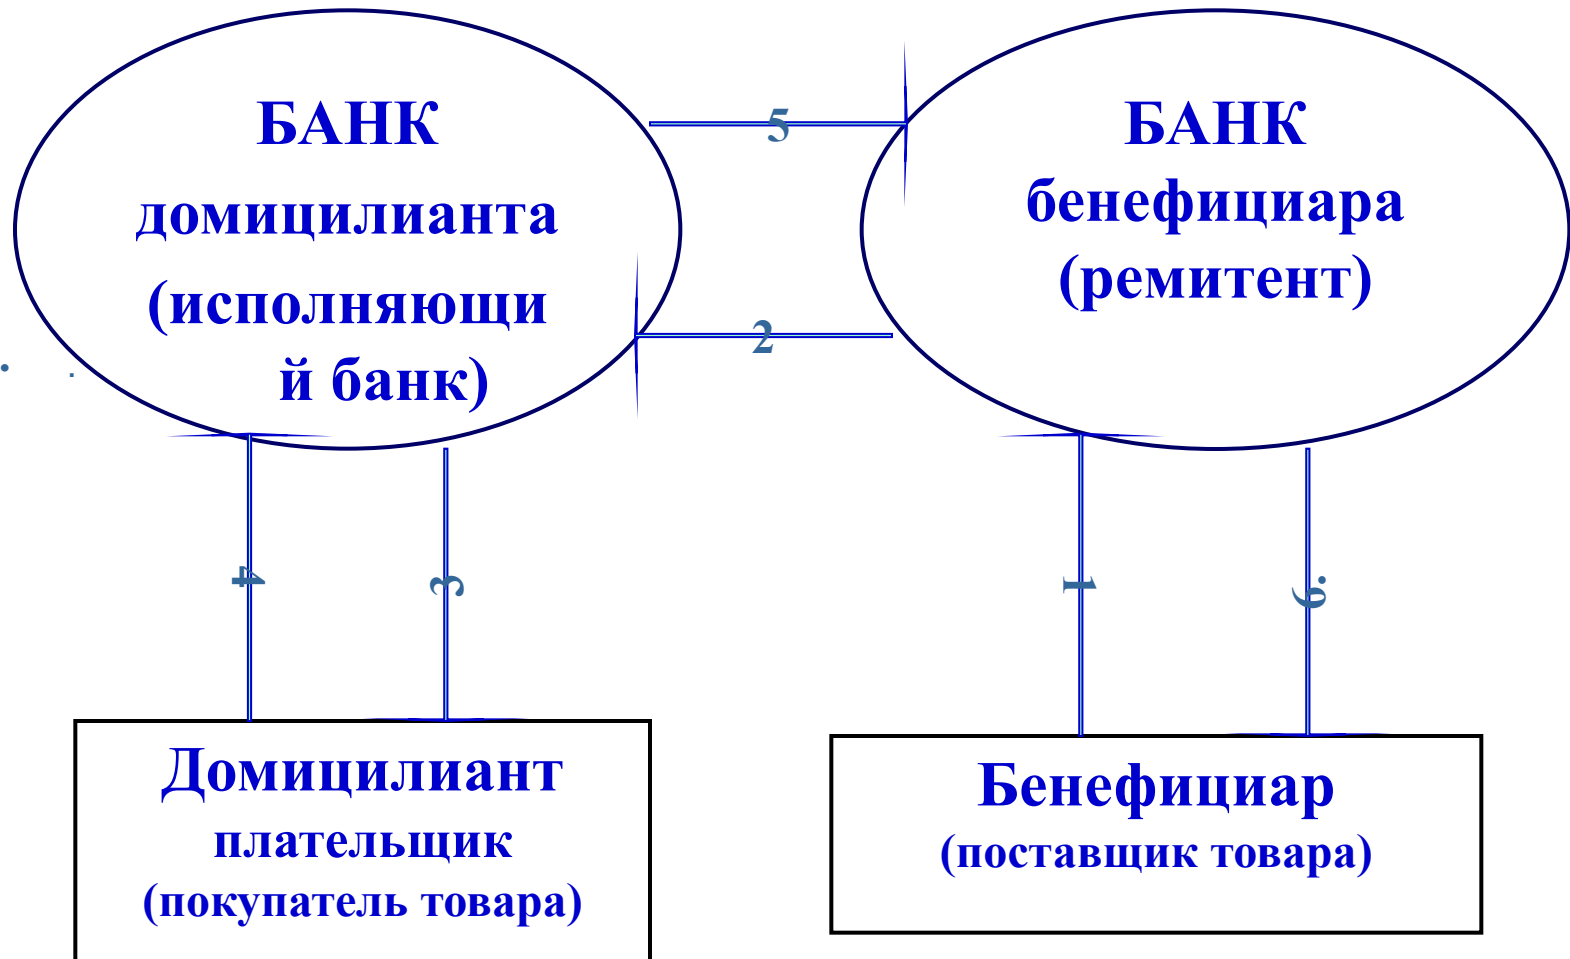 БАНК
домицилианта
(исполняющи
й банк)
5
2
БАНК
бенефициара
(ремитент)
4
3
1
6.
Домицилиант
плательщик
(покупатель товара)
Бенефициар
(поставщик товара)